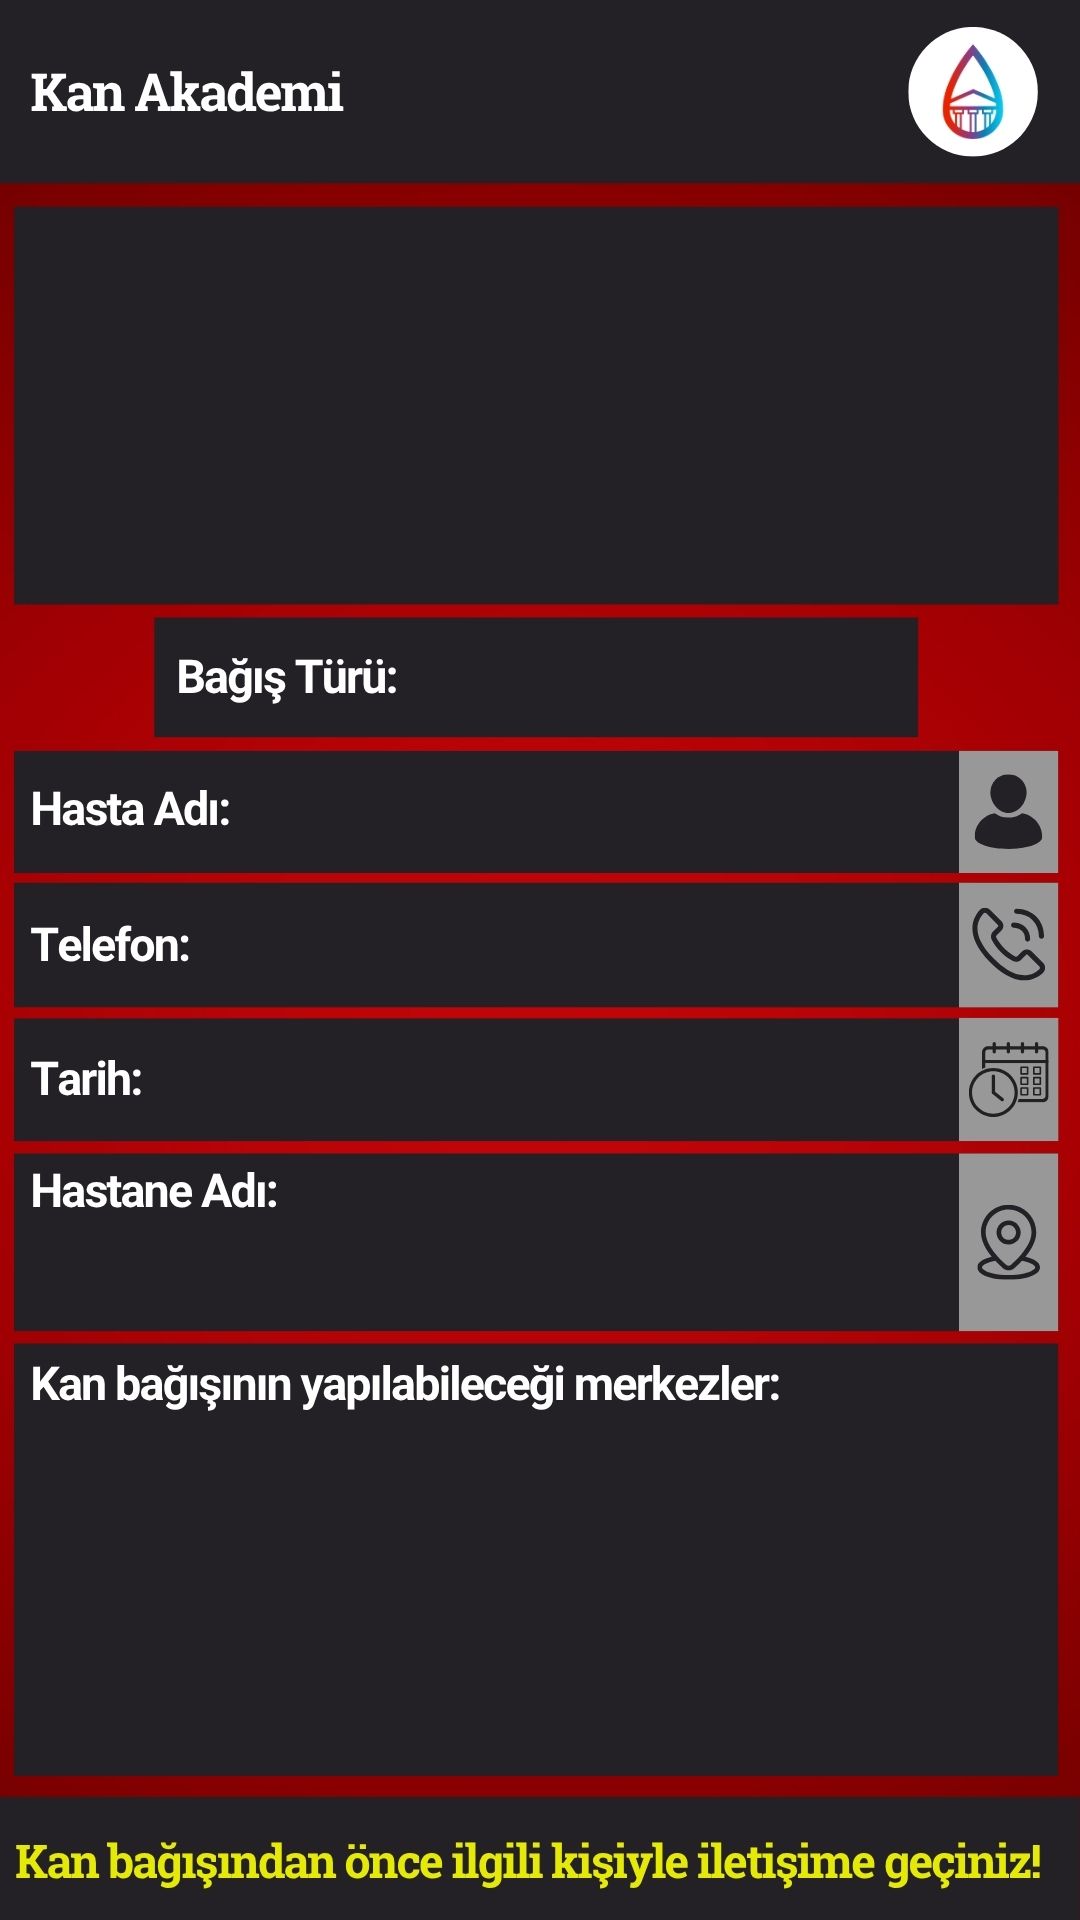 Kan Akademi
Bağış Türü:
Hasta Adı:
Telefon:
Tarih:
Hastane Adı:
Kan bağışının yapılabileceği merkezler:
Kan bağışından önce ilgili kişiyle iletişime geçiniz!